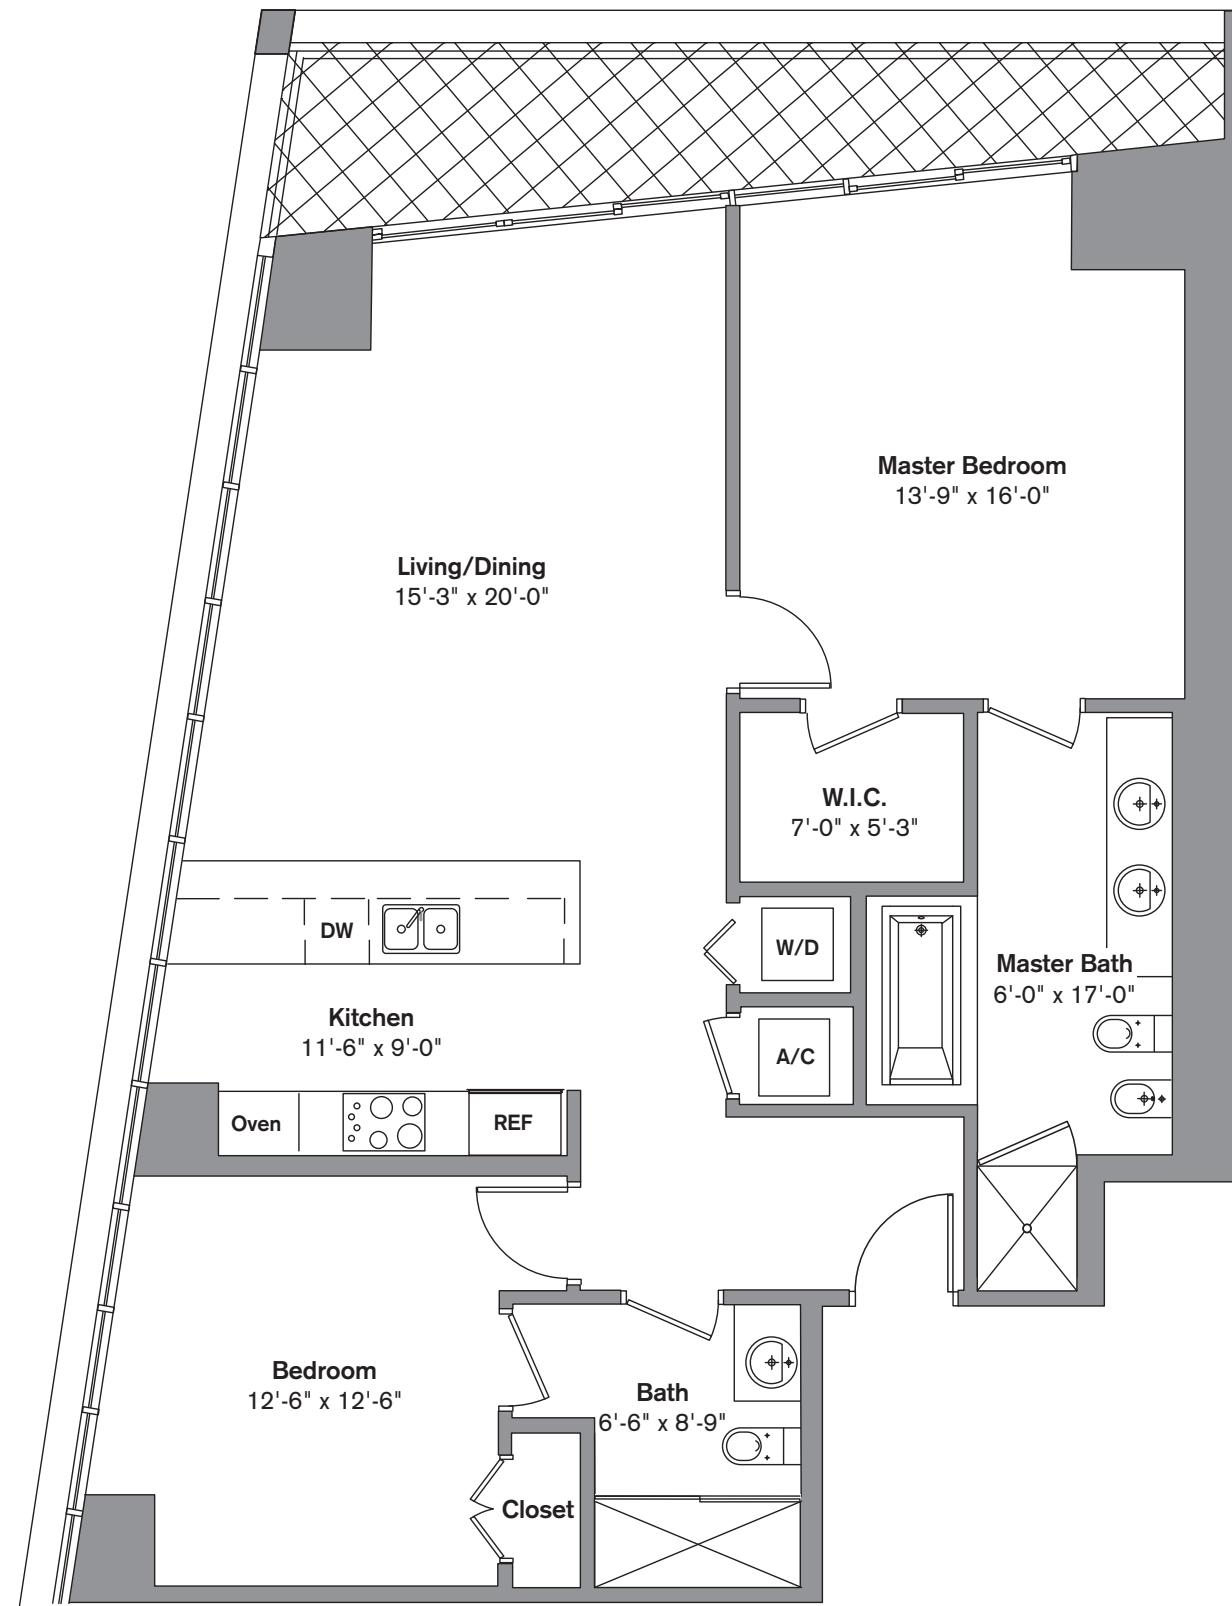 Master Bedroom
13'-9" x 16'-0"
Living/Dining
15'-3" x 20'-0"
W.I.C.
7'-0" x 5'-3"
DW
W/D
Master Bath
6'-0" x 17'-0"
Kitchen
11'-6" x 9'-0"
A/C
Oven
REF
Bedroom
12'-6" x 12'-6"
Bath
6'-6" x 8'-9"
Closet